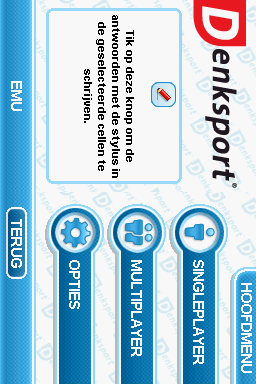 Denksport®
HOOFDMENU
Tik op deze knop om de
antwoorden met de stylus in
de geselecteerde cellen te
schrijven.
SINGLEPLAYER
MULTIPLAYER
OPTIES
EMU
TERUG